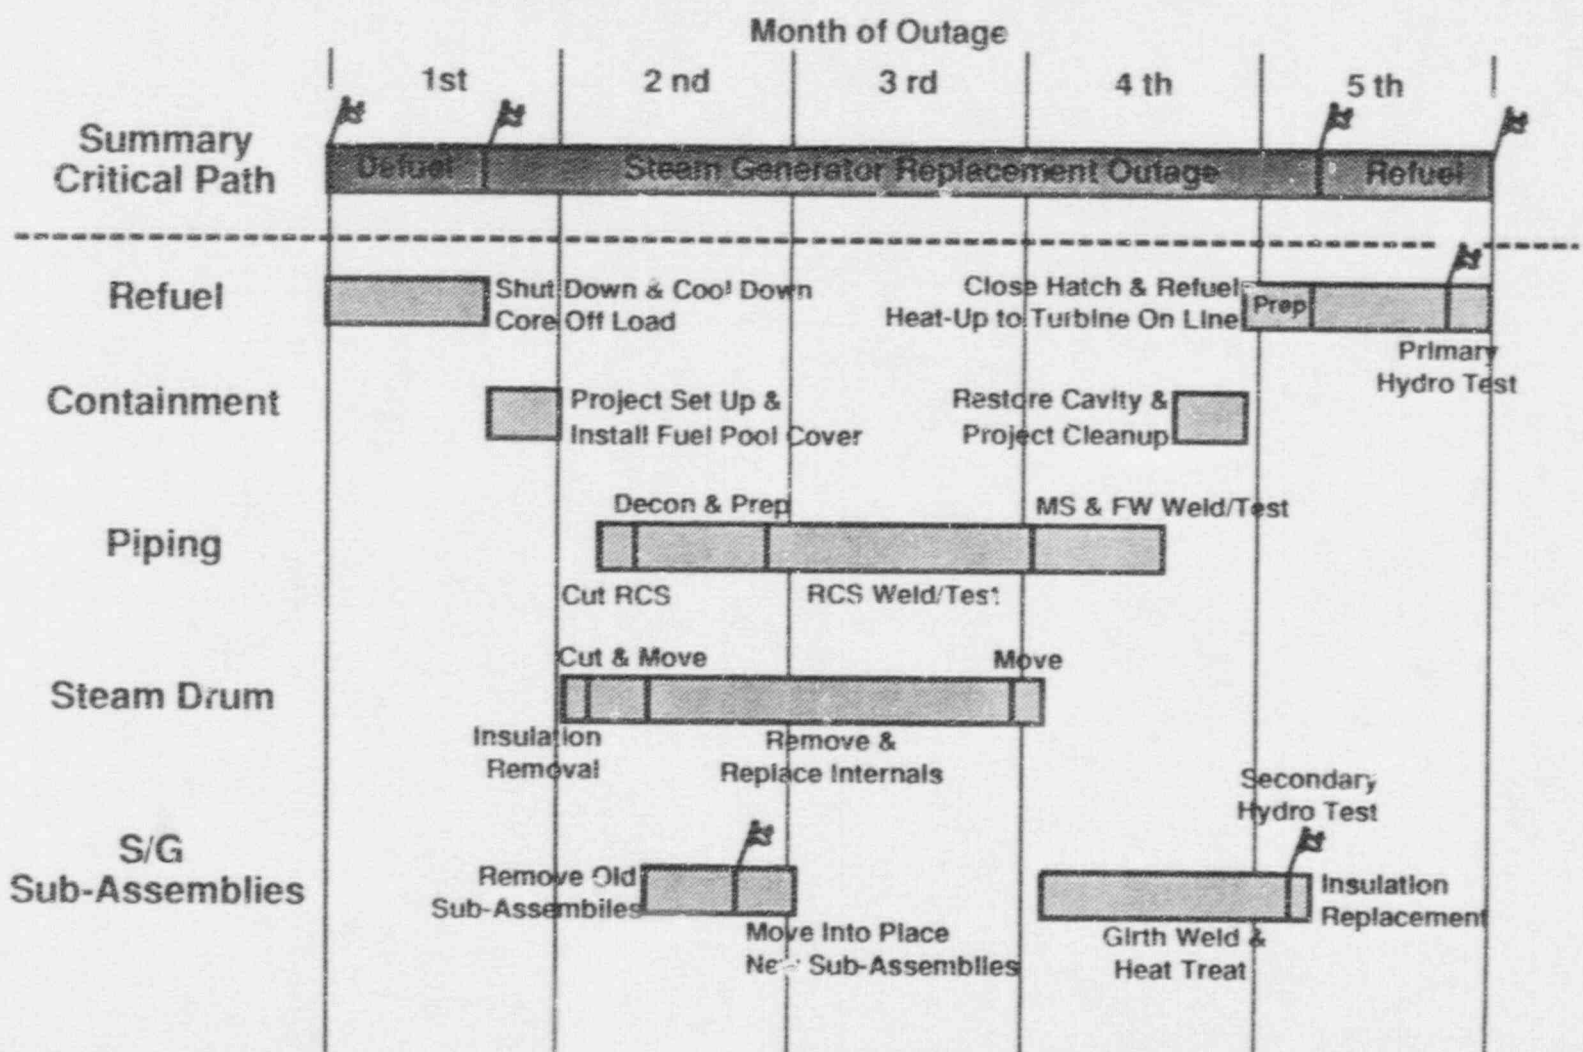 Month of Outage
1st 2 nd 3 rd 4 th 5 th
Summary
Critical Path
Defuel Steam Generator Replacement Outage Refuel
Refuel
Shut Down & Cool Down
Core Off Load
Close Hatch & Refuel
Heat-Up to Turbine On Line
Prep
Primary
Hydro Test
Containment
Project Set Up &
Install Fuel Pool Cover
Restore Cavity &
Project Cleanup
Piping
Decon & Prep
MS & FW Weld/Test
Cut RCS
RCS Weld/Test
Steam Drum
Cut & Move
Move
Insulation
Removal
Remove &
Replace Internals
S/G
Sub-Assemblies
Remove Old
Sub-Assembiles
Move Into Place
New Sub-Assemblies
Secondary
Hydro Test
Insulation
Replacement
Girth Weld &
Heat Treat